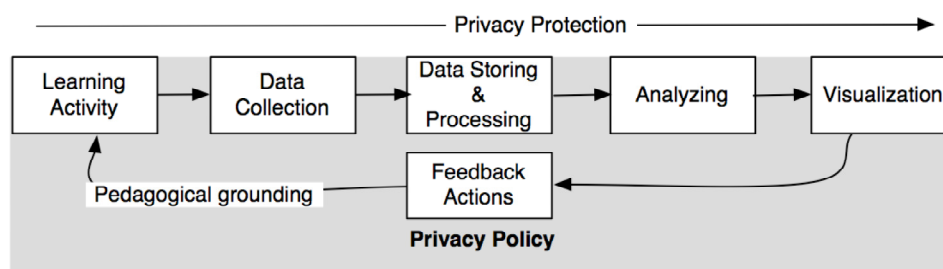 Privacy Protection
Learning
Activity
Data
Collection
Data Storing
&
Processing
Analyzing
Visualization
Pedagogical grounding
Feedback
Actions
Privacy Policy